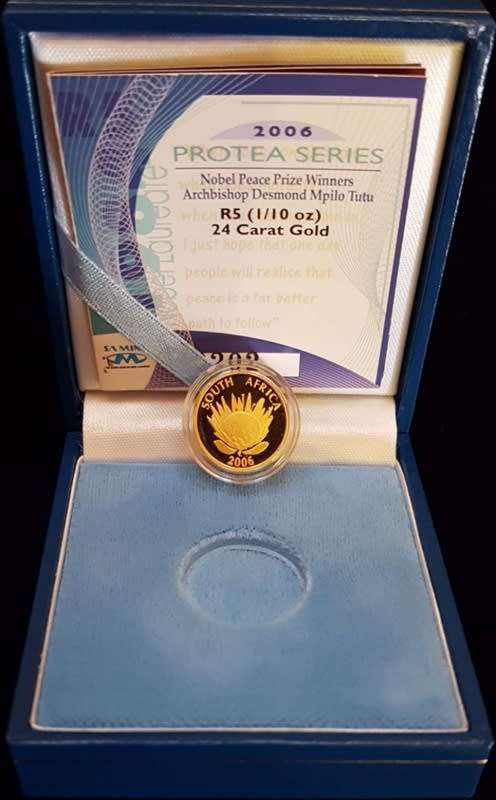 2006
PROTEA SERIES
Nobel Peace Prize Winners
Archbishop Desmond Mpilo Tutu
R5 (1/10 oz)
24 Carat Gold
I just hope that one day
people will realise that
peace is a far better
path to follow"
Laureate
SA MIN
SOUTH AFRICA
2006